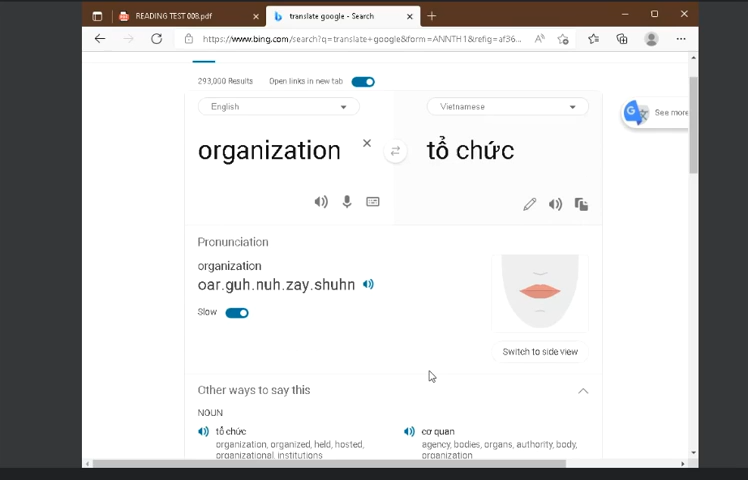 READING TEST 008.pdf
translate google - Search
https://www.bing.com/search?q=translate+google&form=ANNTH1&refig=af36...
293,000 Results Open links in new tab
English Vietnamese
See more
organization tổ chức
Pronunciation
organization
oar.guh.nuh.zay.shuhn
Slow
Switch to side view
Other ways to say this
NOUN
tổ chức
organization, organized, held, hosted,
organizational, institutions
cơ quan
agency, bodies, organs, authority, body,
organization